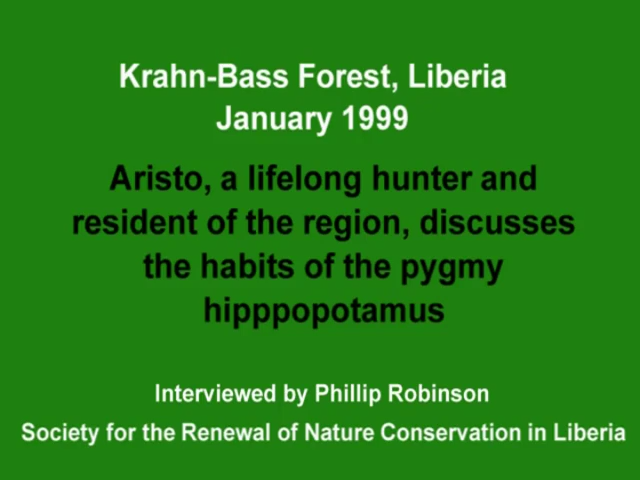 Krahn-Bass Forest, Liberia
January 1999
Aristo, a lifelong hunter and
resident of the region, discusses
the habits of the pygmy
hipppopotamus
Interviewed by Phillip Robinson
Society for the Renewal of Nature Conservation in Liberia